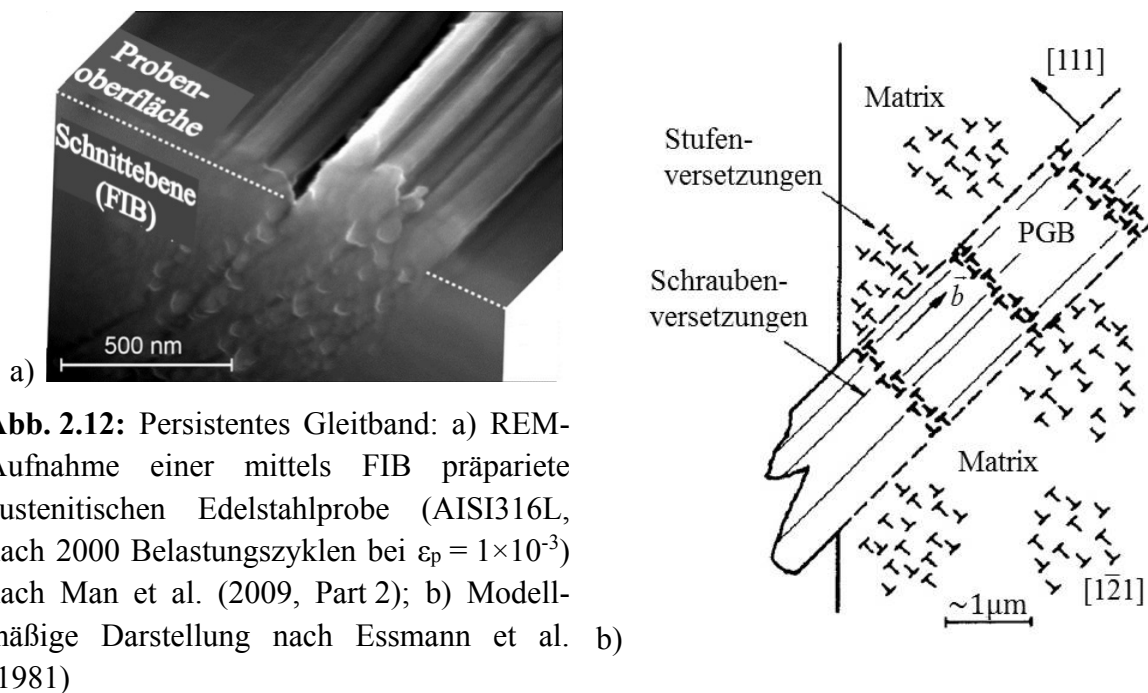 Proben-
oberfläche
Schnittebene
(FIB)
500 nm
a)
Abb. 2.12: Persistentes Gleitband: a) REM-
Aufnahme einer mittels FIB präpariete
austenitischen Edelstahlprobe (AISI316L,
nach 2000 Belastungszyklen bei εp = 1×10⁻³)
nach Man et al. (2009, Part 2); b) Modell-
mäßige Darstellung nach Essmann et al.
(1981)
[111]
Matrix
Stufen-
versetzungen
PGB
b⃗
Schrauben-
versetzungen
Matrix
[12̄1]
~1µm
b)